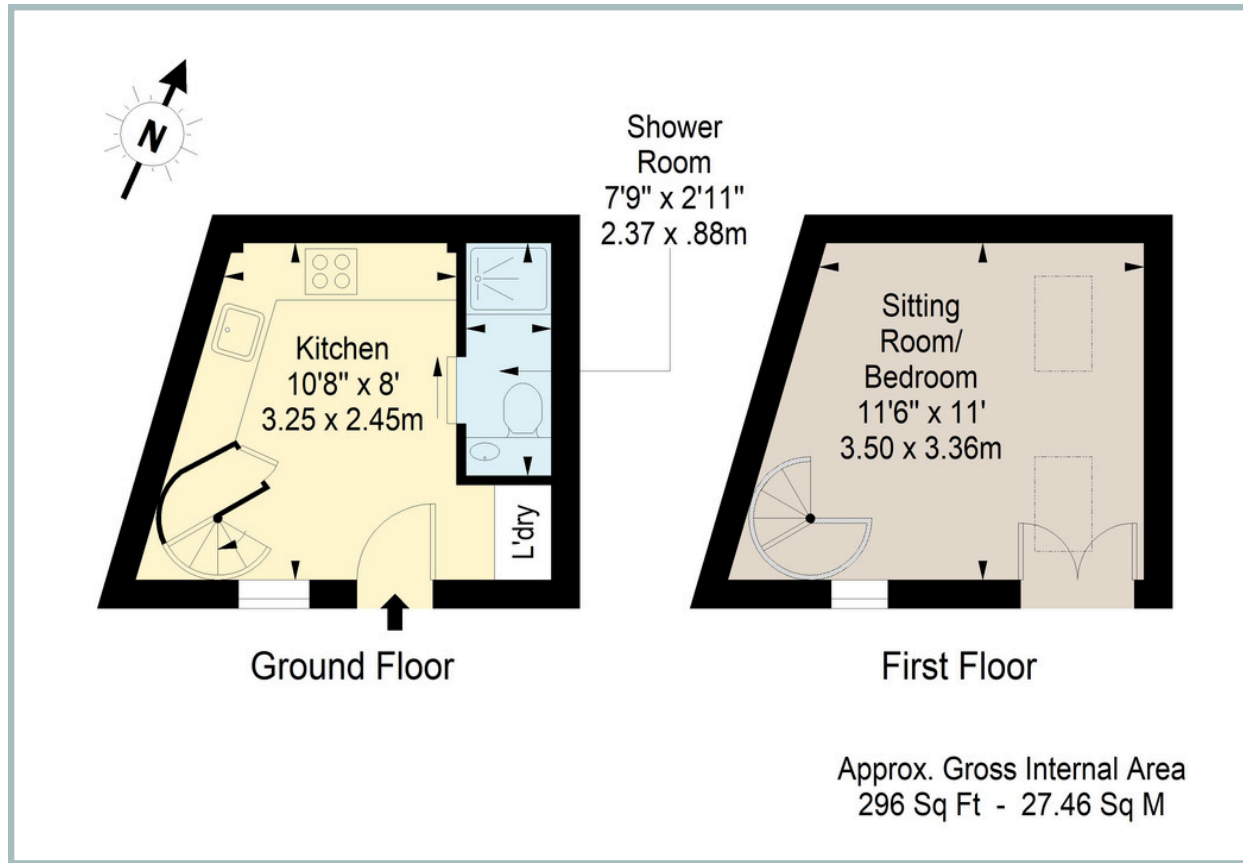 N
Shower
Room
7'9" x 2'11"
2.37 x .88m
Kitchen
10'8" x 8'
3.25 x 2.45m
L'dry
Ground Floor
Sitting
Room/
Bedroom
11'6" x 11'
3.50 x 3.36m
First Floor
Approx. Gross Internal Area
296 Sq Ft - 27.46 Sq M